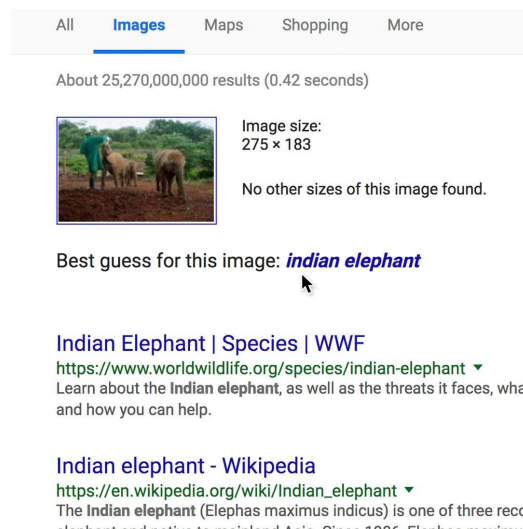 All Images Maps Shopping More
About 25,270,000,000 results (0.42 seconds)
Image size:
275 × 183
No other sizes of this image found.
Best guess for this image: indian elephant
Indian Elephant | Species | WWF
https://www.worldwildlife.org/species/indian-elephant
Learn about the Indian elephant, as well as the threats it faces,
and how you can help.
Indian elephant - Wikipedia
https://en.wikipedia.org/wiki/Indian_elephant
The Indian elephant (Elephas maximus indicus) is one of three